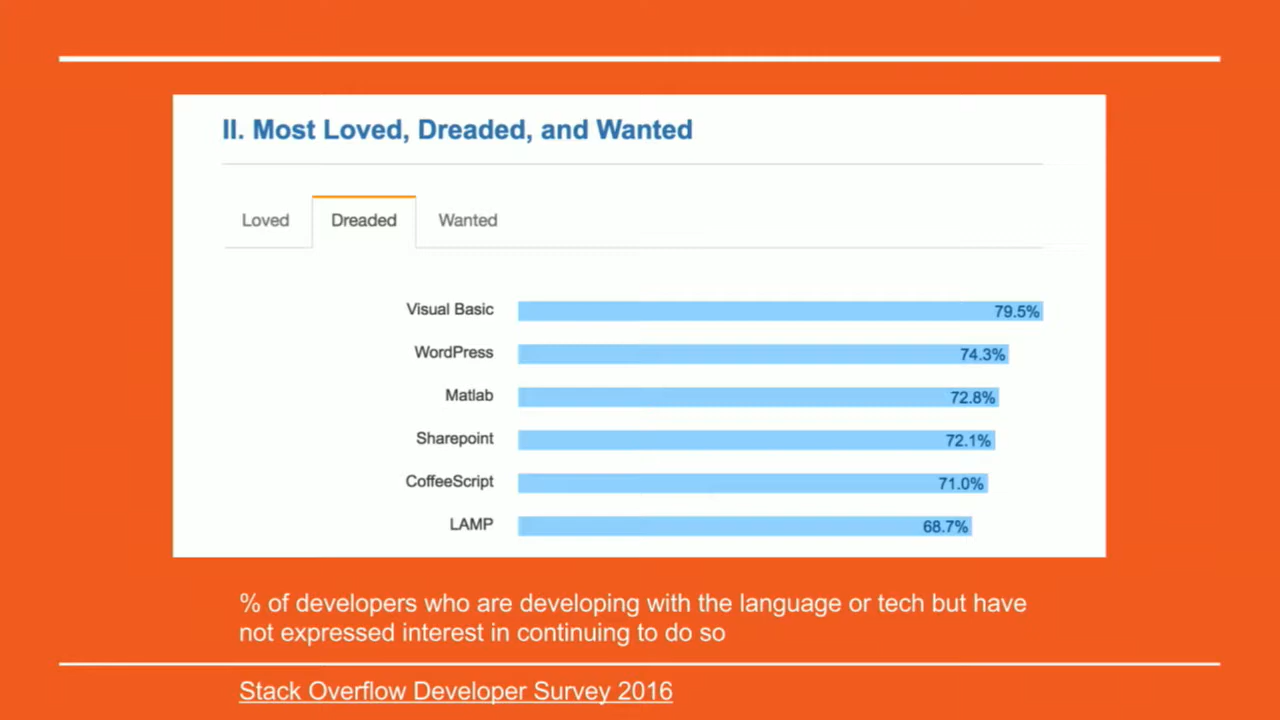 II. Most Loved, Dreaded, and Wanted
Loved Dreaded Wanted
Visual Basic 79.5%
WordPress 74.3%
Matlab 72.8%
Sharepoint 72.1%
CoffeeScript 71.0%
LAMP 68.7%
% of developers who are developing with the language or tech but have
not expressed interest in continuing to do so
Stack Overflow Developer Survey 2016